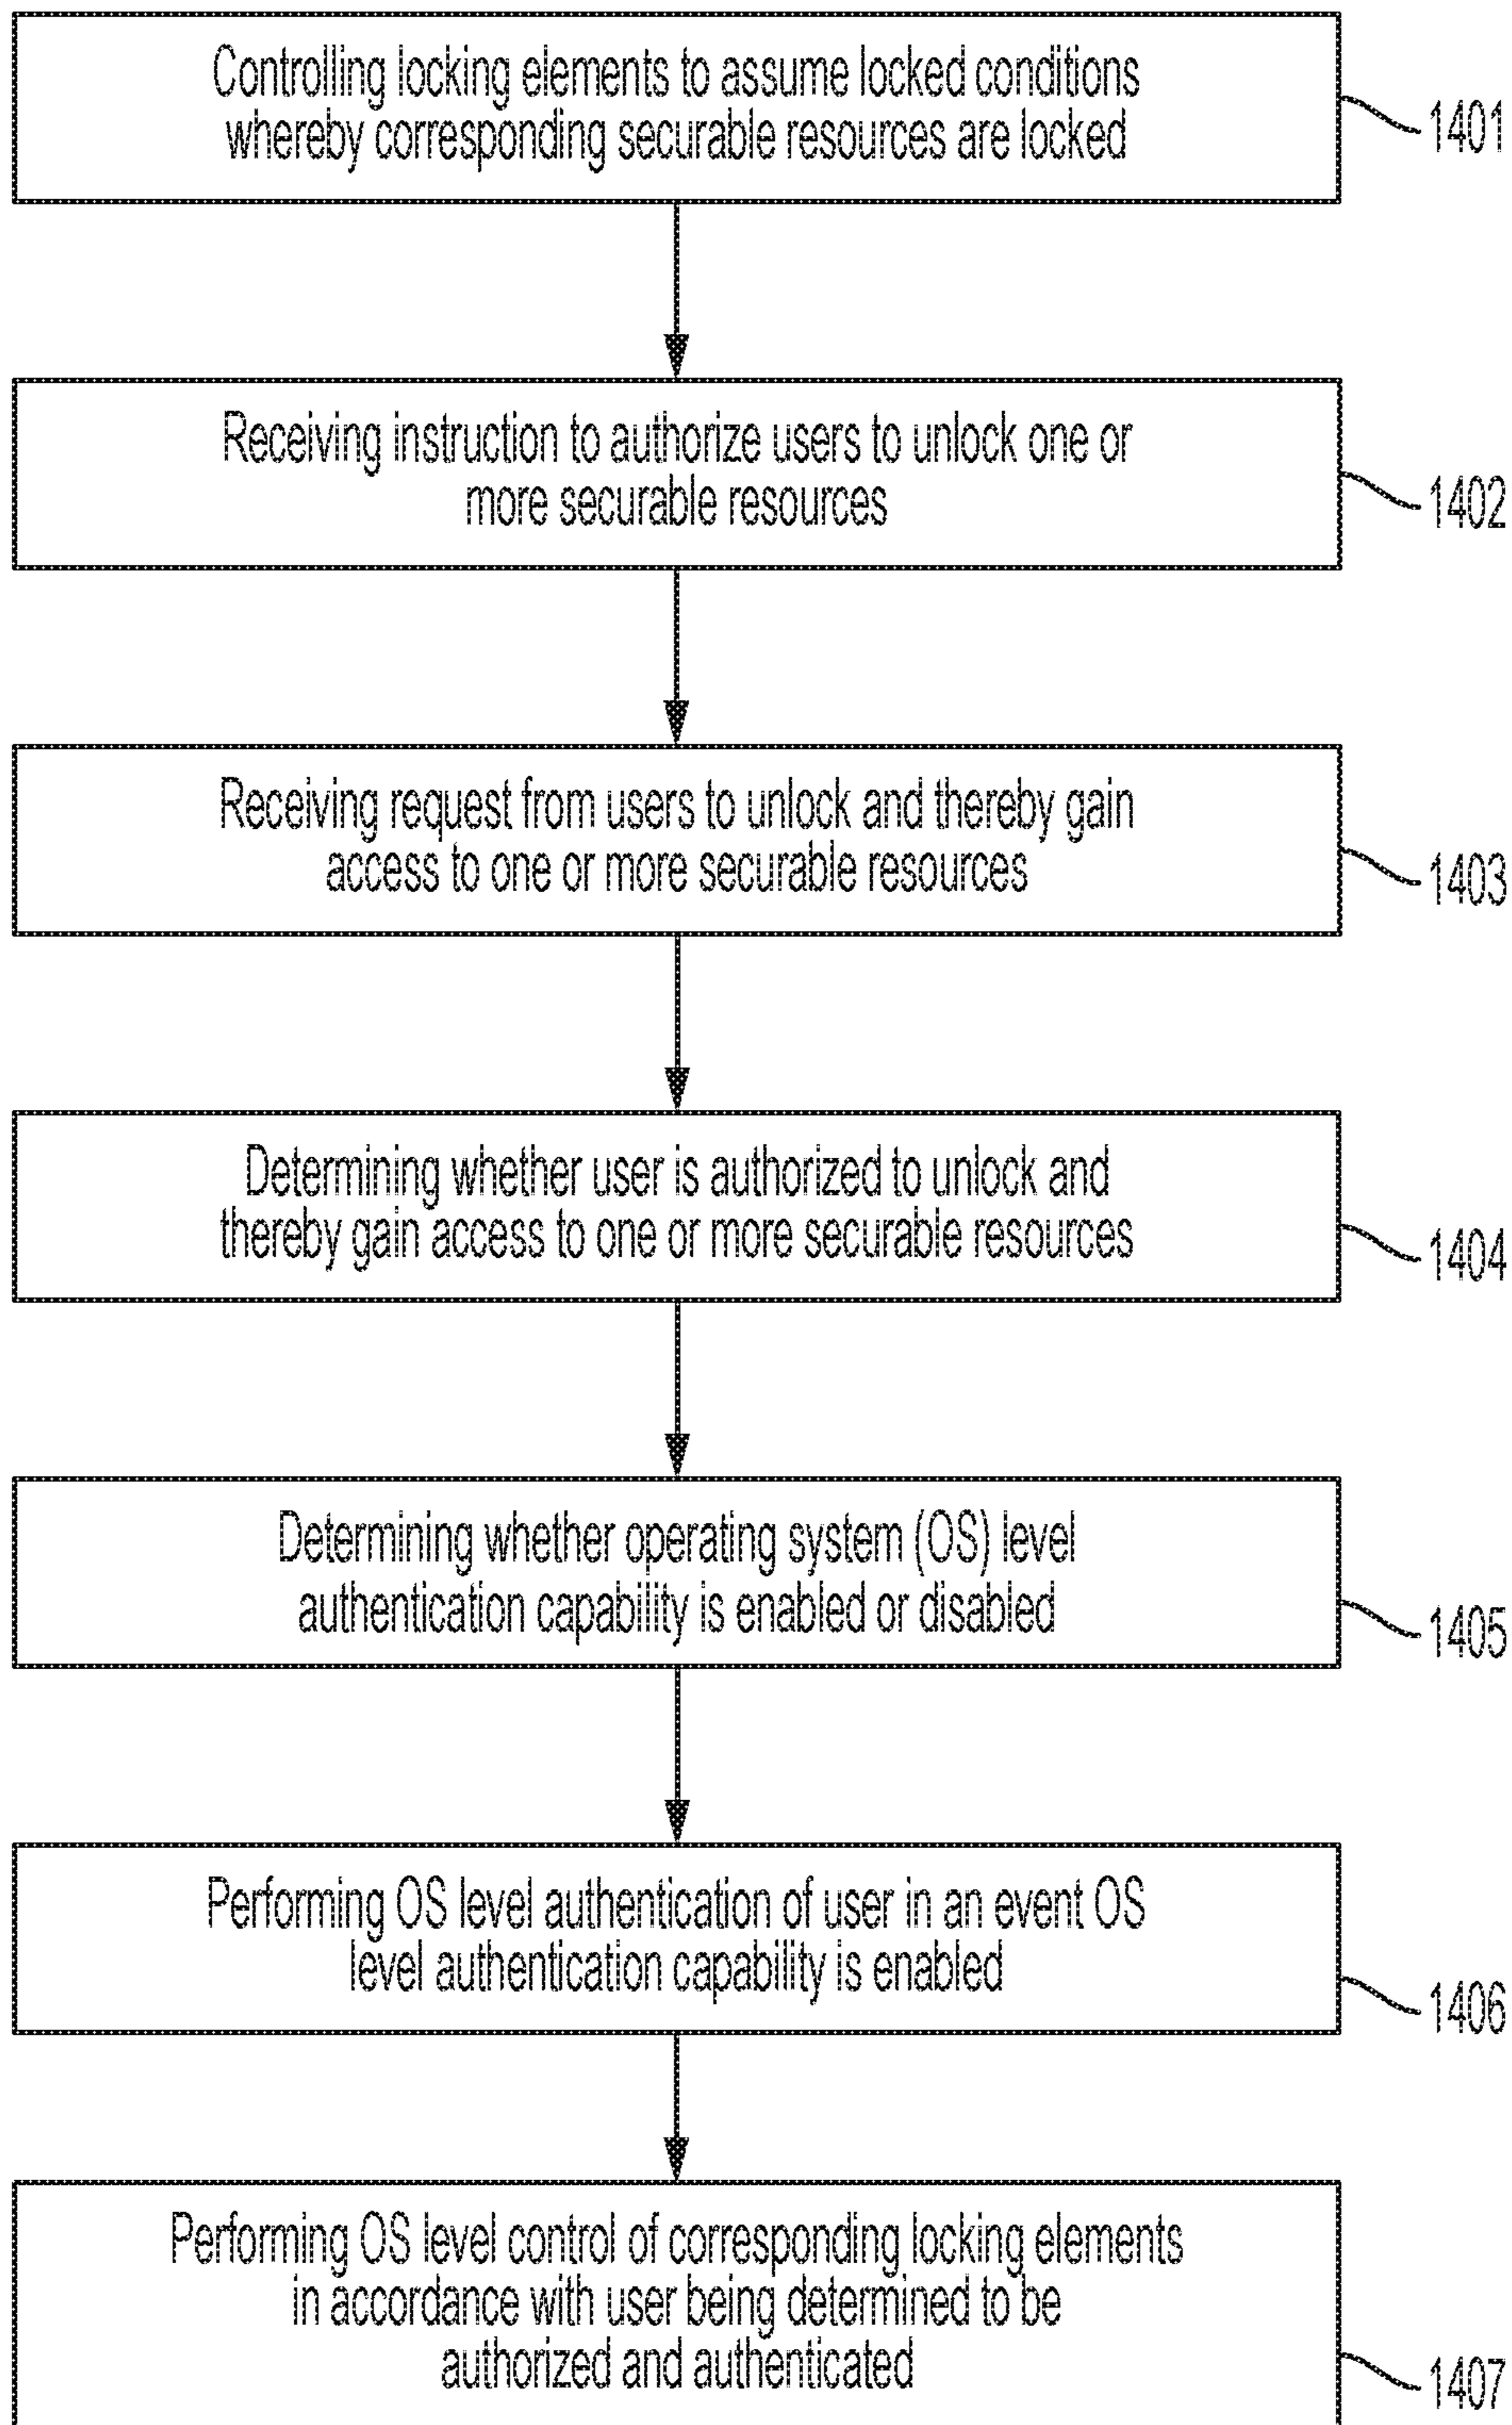 Controlling locking elements to assume locked conditions
whereby corresponding securable resources are locked
1401
Receiving instruction to authorize users to unlock one or
more securable resources
1402
Receiving request from users to unlock and thereby gain
access to one or more securable resources
1403
Determining whether user is authorized to unlock and
thereby gain access to one or more securable resources
1404
Determining whether operating system (OS) level
authentication capability is enabled or disabled
1405
Performing OS level authentication of user in an event OS
level authentication capability is enabled
1406
Performing OS level control of corresponding locking elements
in accordance with user being determined to be
authorized and authenticated
1407